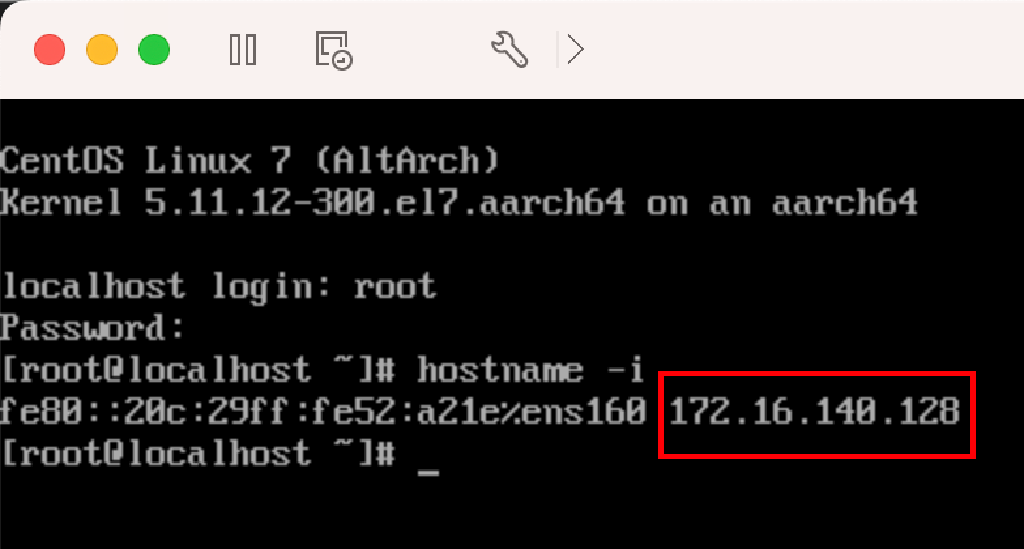 CentOS Linux 7 (AltArch)
Kernel 5.11.12-300.el7.aarch64 on an aarch64
localhost login: root
Password:
[root@localhost ~]# hostname -i
fe80::20c:29ff:fe52:a21e%ens160 172.16.140.128
[root@localhost ~]# _